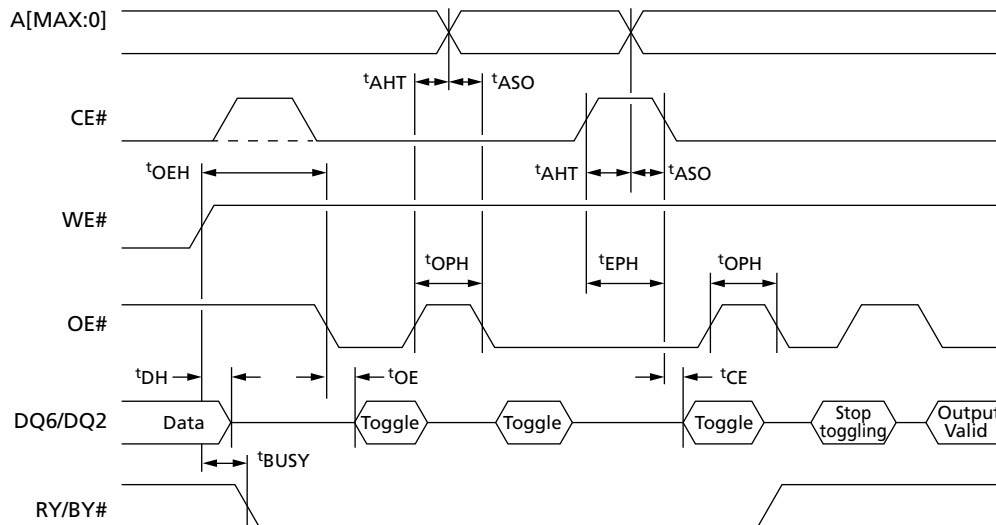 A[MAX:0]
tAHT
tASO
CE#
tOEH
tAHT
tASO
WE#
tOPH
tEPH
tOPH
OE#
tDH
tOE
tCE
DQ6/DQ2
Data
Toggle
Toggle
Toggle
Stop
toggling
Output
Valid
tBUSY
RY/BY#